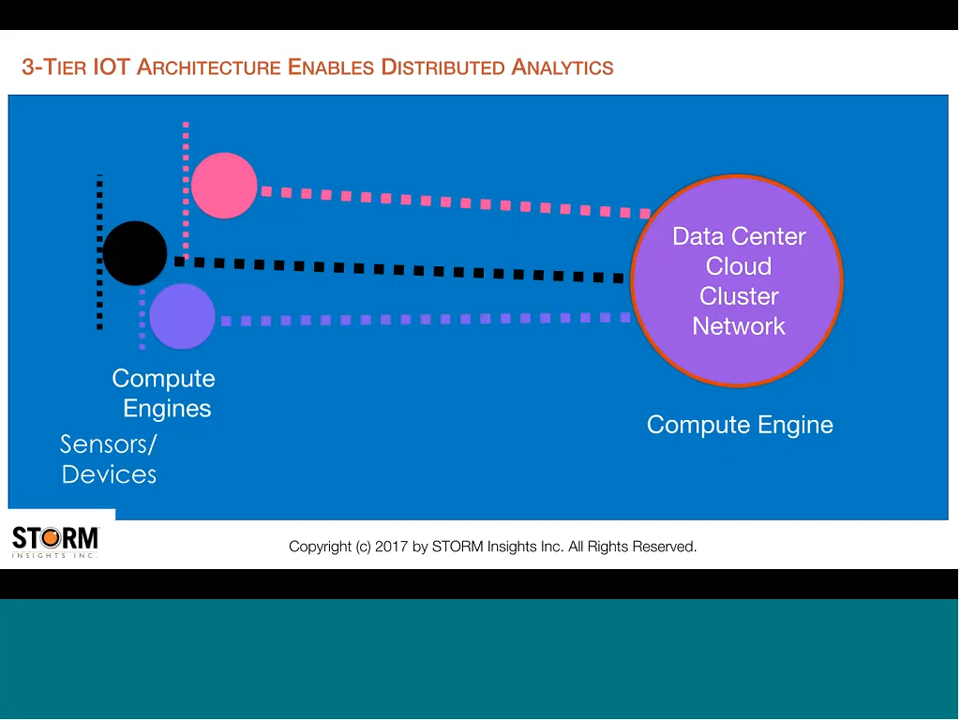 3-Tier IOT Architecture Enables Distributed Analytics
Data Center
Cloud
Cluster
Network
Compute
Engines
Compute Engine
Sensors/
Devices
STORM
INSIGHTS INC.
Copyright (c) 2017 by STORM Insights Inc. All Rights Reserved.